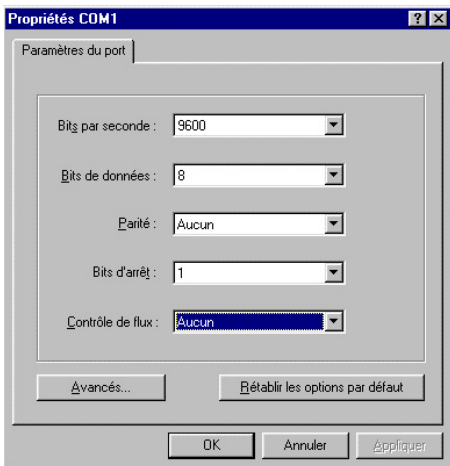 Propriétés COM1
Paramètres du port
Bits par seconde : 9600
Bits de données : 8
Parité : Aucun
Bits d'arrêt : 1
Contrôle de flux : Aucun
Avancés... Rétablir les options par défaut
OK Annuler Appliquer